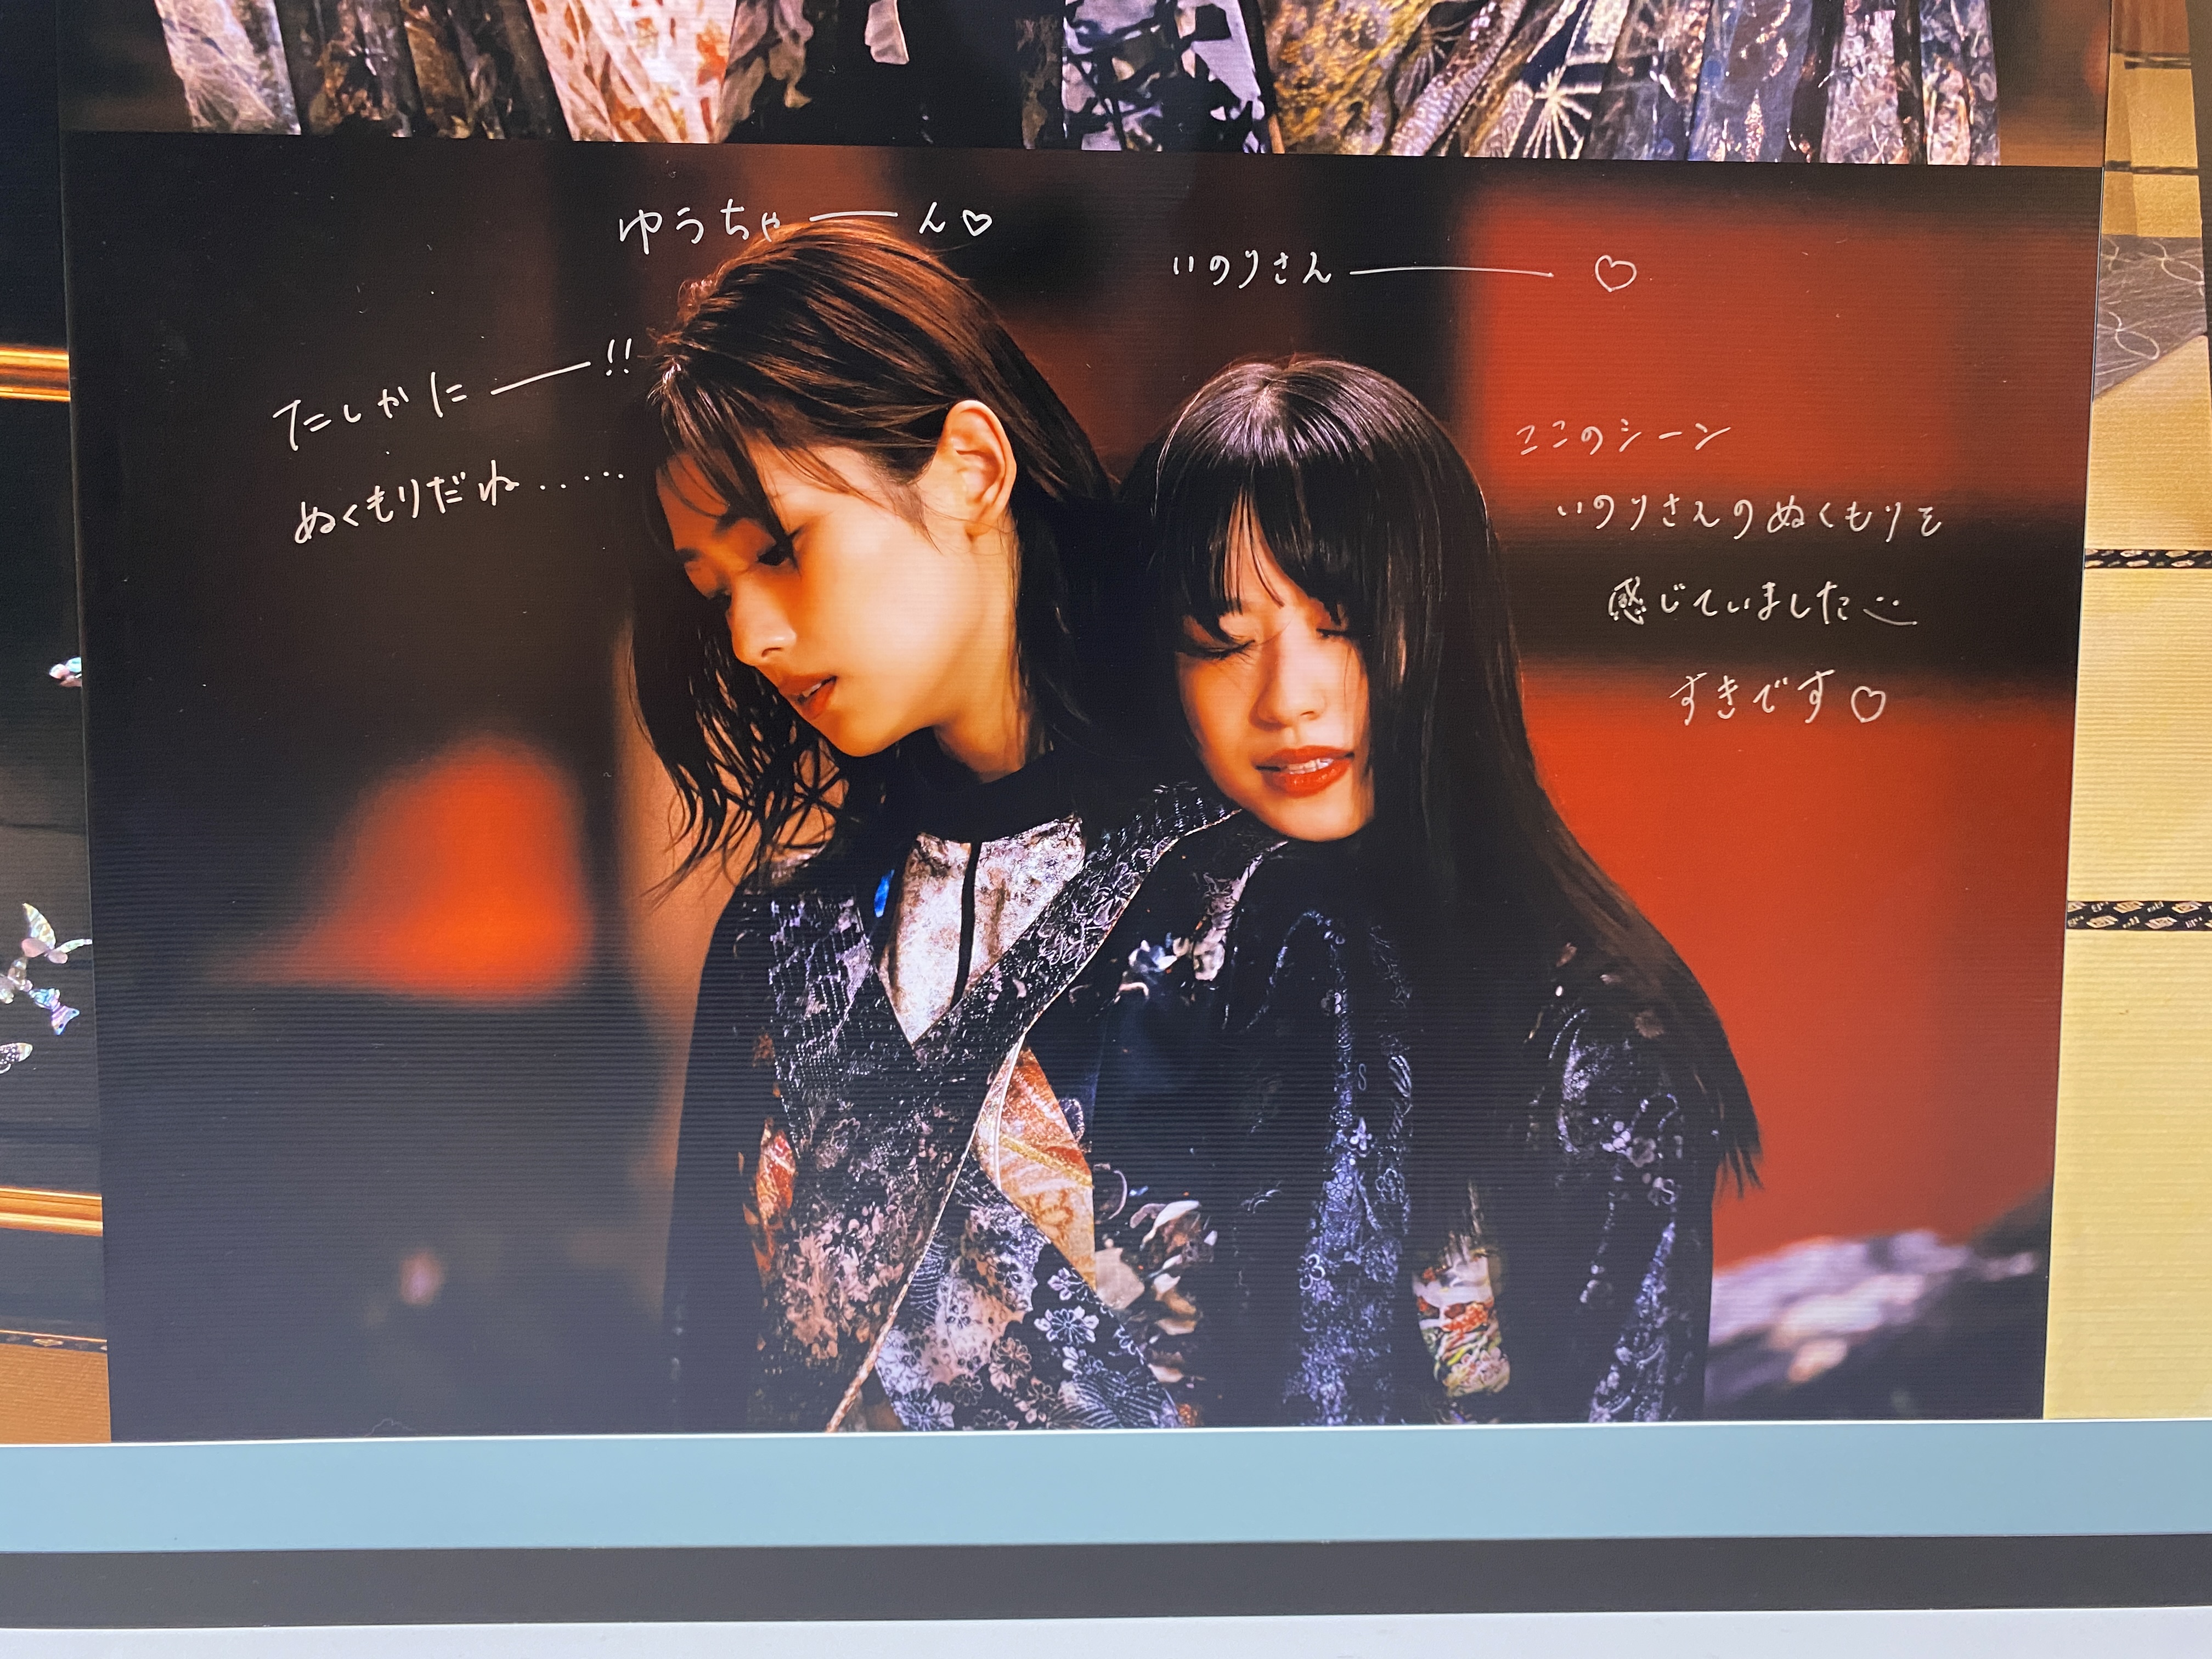 ゆうちゃーーん♡
たしかにーー!!
ぬくもりだね.....
いのりさんーーー♡
ここのシーン
いのりさんのぬくもりを
感じていました
すきです♡